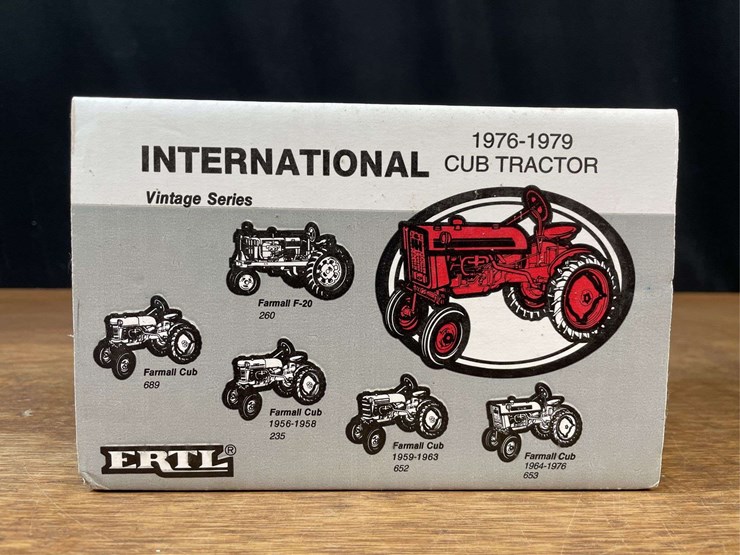 INTERNATIONAL
1976-1979
CUB TRACTOR
Vintage Series
Farmall F-20
260
Farmall Cub
689
Farmall Cub
1956-1958
235
Farmall Cub
1959-1963
652
Farmall Cub
1964-1976
653
ERTL®